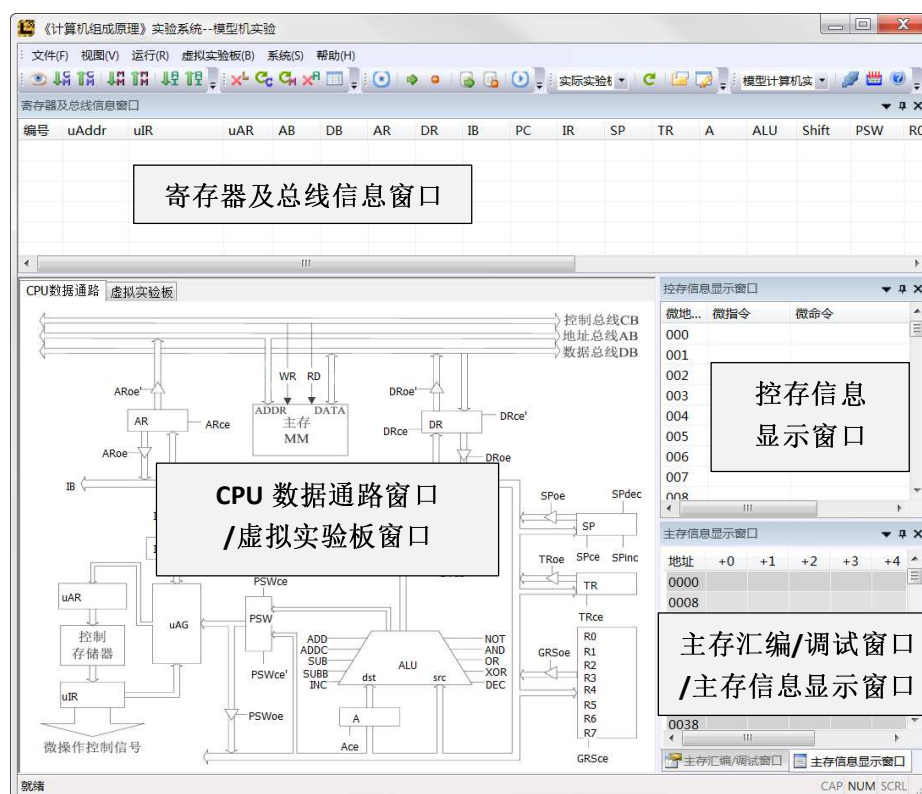 《计算机组成原理》实验系统--模型机实验
文件(F) 视图(V) 运行(R) 虚拟实验板(B) 系统(S) 帮助(H)
实际实验 模型计算机实
寄存器及总线信息窗口
编号 uAddr uIR uAR AB DB AR DR IB PC IR SP TR A ALU Shift PSW R0
寄存器及总线信息窗口
CPU数据通路 虚拟实验板
控制总线CB
地址总线AB
数据总线DB
WR RD
ARoe'
DRoe'
ADDR DATA
主存
MM
AR
ARce
DRce
DR
DRce'
ARoe
DRoe
IB
CPU 数据通路窗口
/虚拟实验板窗口
SPoe SPdec
SP
TRoe SPce SPinc
TR
TRce
PSWce
uAR
uAG
PSW
控制
存储器
PSWce'
uIR
PSWoe
微操作控制信号
ADD
ADDC
SUB
SUBB
INC
ALU
dst src
NOT
AND
OR
XOR
DEC
A
Ace
GRSoe
R0
R1
R2
R3
R4
R5
R6
R7
GRSce
控存信息显示窗口
微地... 微指令 微命令
000
001
002
003
004
005
006
007
008
控存信息
显示窗口
主存信息显示窗口
地址 +0 +1 +2 +3 +4
0000
0008
主存汇编/调试窗口
/主存信息显示窗口
0038
主存汇编/调试窗口 主存信息显示窗口
就绪
CAP NUM SCRL